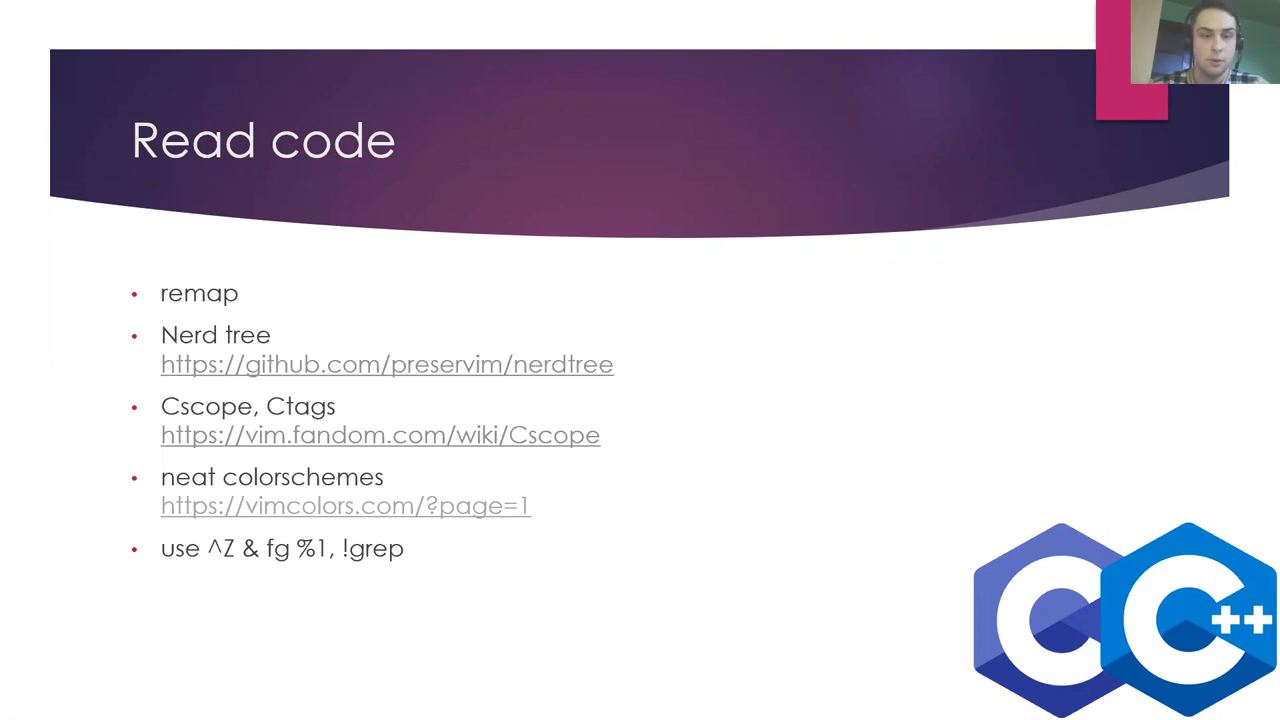 Read code
remap
Nerd tree
https://github.com/preservim/nerdtree
Cscope, Ctags
https://vim.fandom.com/wiki/Cscope
neat colorschemes
https://vimcolors.com/?page=1
use ^Z & fg %1, !grep
C
C++